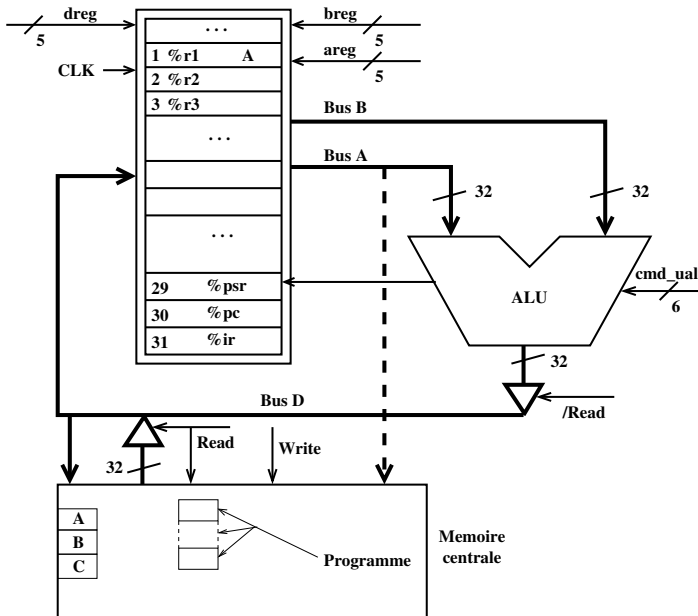 dreg
5
CLK
. . .
1 %r1 A
2 %r2
3 %r3
. . .
. . .
29 %psr
30 %pc
31 %ir
breg
5
areg
5
Bus B
Bus A
32
32
ALU
cmd_ual
6
32
/Read
Bus D
Read
Write
32
A
B
C
Programme
Memoire
centrale